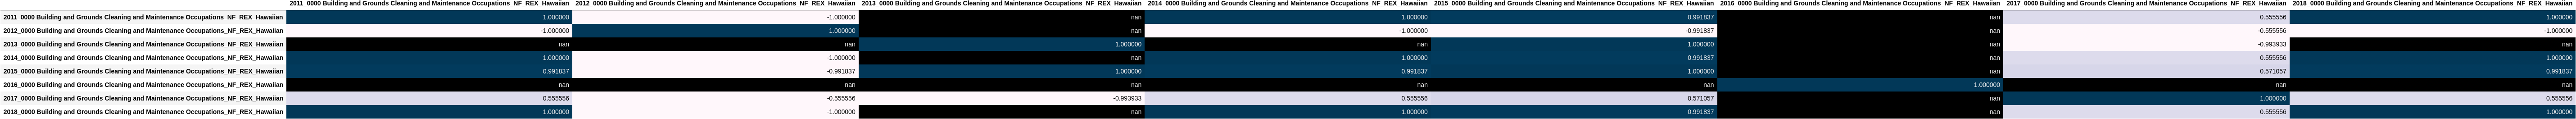 2011_0000 Building and Grounds Cleaning and Maintenance Occupations_NF_REX_Hawaiian 2012_0000 Building and Grounds Cleaning and Maintenance Occupations_NF_REX_Hawaiian 2013_0000 Building and Grounds Cleaning and Maintenance Occupations_NF_REX_Hawaiian 2014_0000 Building and Grounds Cleaning and Maintenance Occupations_NF_REX_Hawaiian 2015_0000 Building and Grounds Cleaning and Maintenance Occupations_NF_REX_Hawaiian 2016_0000 Building and Grounds Cleaning and Maintenance Occupations_NF_REX_Hawaiian 2017_0000 Building and Grounds Cleaning and Maintenance Occupations_NF_REX_Hawaiian 2018_0000 Building and Grounds Cleaning and Maintenance Occupations_NF_REX_Hawaiian
2011_0000 Building and Grounds Cleaning and Maintenance Occupations_NF_REX_Hawaiian 1.000000 -1.000000 nan 1.000000 0.991837 nan 0.555556 1.000000
2012_0000 Building and Grounds Cleaning and Maintenance Occupations_NF_REX_Hawaiian -1.000000 1.000000 nan -1.000000 -0.991837 nan -0.555556 -1.000000
2013_0000 Building and Grounds Cleaning and Maintenance Occupations_NF_REX_Hawaiian nan nan 1.000000 nan 1.000000 nan -0.993933 nan
2014_0000 Building and Grounds Cleaning and Maintenance Occupations_NF_REX_Hawaiian 1.000000 -1.000000 nan 1.000000 0.991837 nan 0.555556 1.000000
2015_0000 Building and Grounds Cleaning and Maintenance Occupations_NF_REX_Hawaiian 0.991837 -0.991837 1.000000 0.991837 1.000000 nan 0.571057 0.991837
2016_0000 Building and Grounds Cleaning and Maintenance Occupations_NF_REX_Hawaiian nan nan nan nan nan 1.000000 nan nan
2017_0000 Building and Grounds Cleaning and Maintenance Occupations_NF_REX_Hawaiian 0.555556 -0.555556 -0.993933 0.555556 0.571057 nan 1.000000 0.555556
2018_0000 Building and Grounds Cleaning and Maintenance Occupations_NF_REX_Hawaiian 1.000000 -1.000000 nan 1.000000 0.991837 nan 0.555556 1.000000